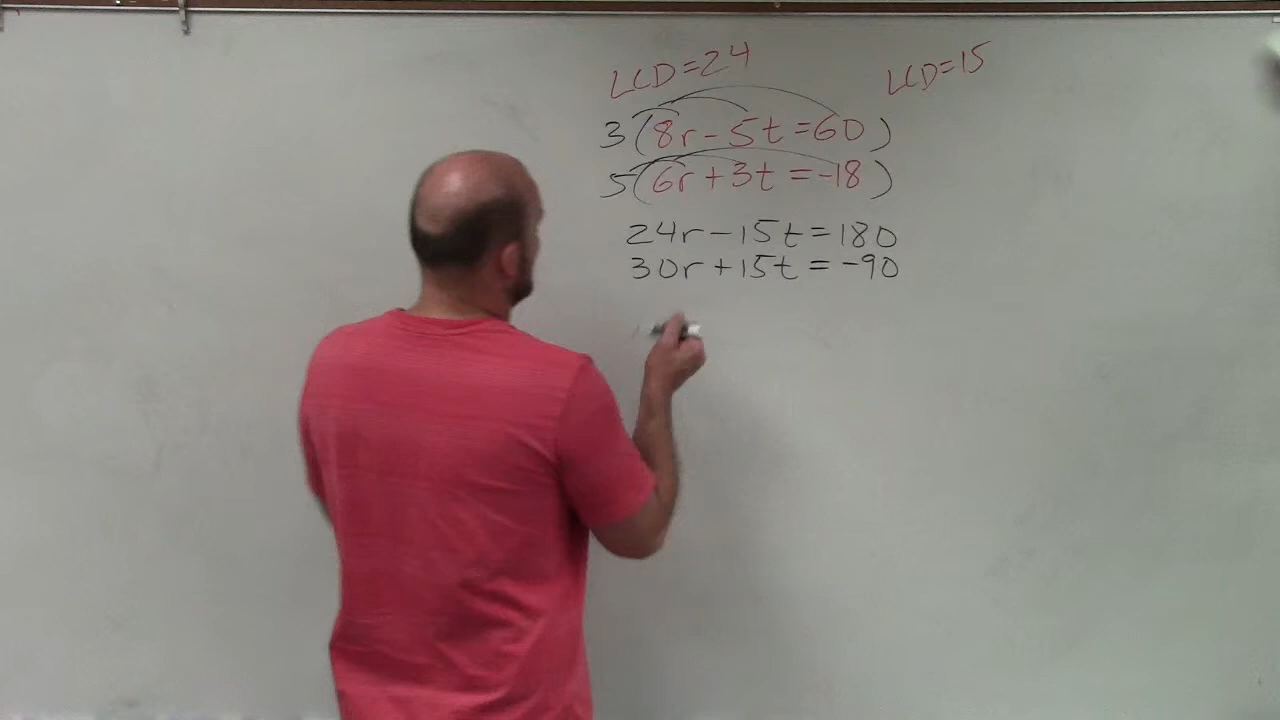 LCD=24 LCD=15
3(8r-5t=60)
5(6r+3t=-18)
24r-15t=180
30r+15t=-90